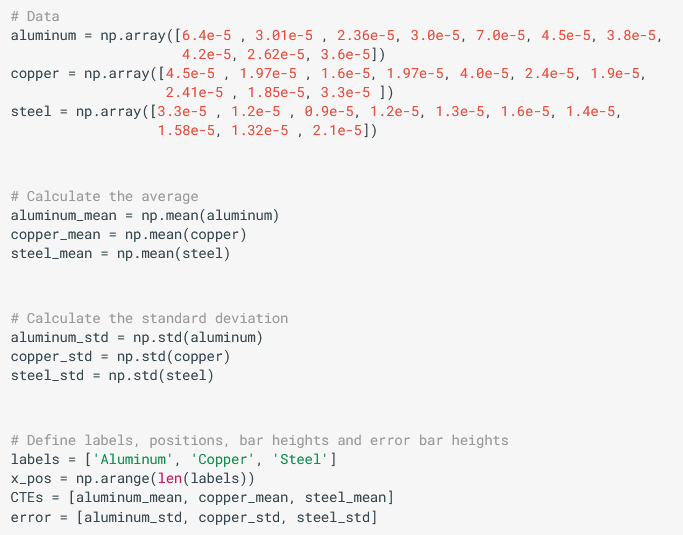 # Data
aluminum = np.array([6.4e-5 , 3.01e-5 , 2.36e-5, 3.0e-5, 7.0e-5, 4.5e-5, 3.8e-5,
4.2e-5, 2.62e-5, 3.6e-5])
copper = np.array([4.5e-5 , 1.97e-5 , 1.6e-5, 1.97e-5, 4.0e-5, 2.4e-5, 1.9e-5,
2.41e-5 , 1.85e-5, 3.3e-5 ])
steel = np.array([3.3e-5 , 1.2e-5 , 0.9e-5, 1.2e-5, 1.3e-5, 1.6e-5, 1.4e-5,
1.58e-5, 1.32e-5 , 2.1e-5])
# Calculate the average
aluminum_mean = np.mean(aluminum)
copper_mean = np.mean(copper)
steel_mean = np.mean(steel)
# Calculate the standard deviation
aluminum_std = np.std(aluminum)
copper_std = np.std(copper)
steel_std = np.std(steel)
# Define labels, positions, bar heights and error bar heights
labels = ['Aluminum', 'Copper', 'Steel']
x_pos = np.arange(len(labels))
CTEs = [aluminum_mean, copper_mean, steel_mean]
error = [aluminum_std, copper_std, steel_std]